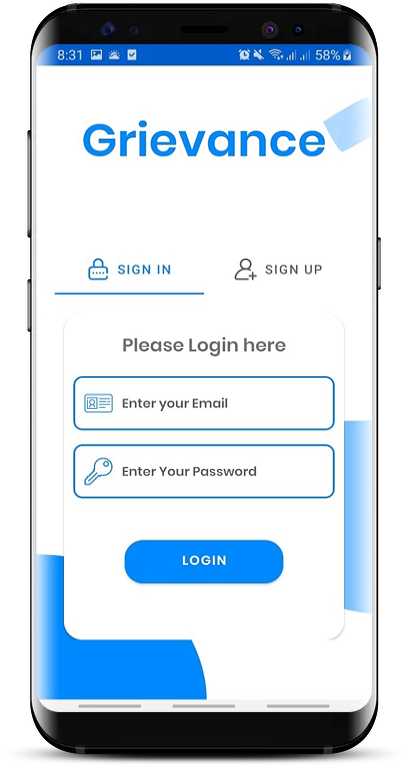 8:31 58%
Grievance
SIGN IN SIGN UP
Please Login here
Enter your Email
Enter Your Password
LOGIN